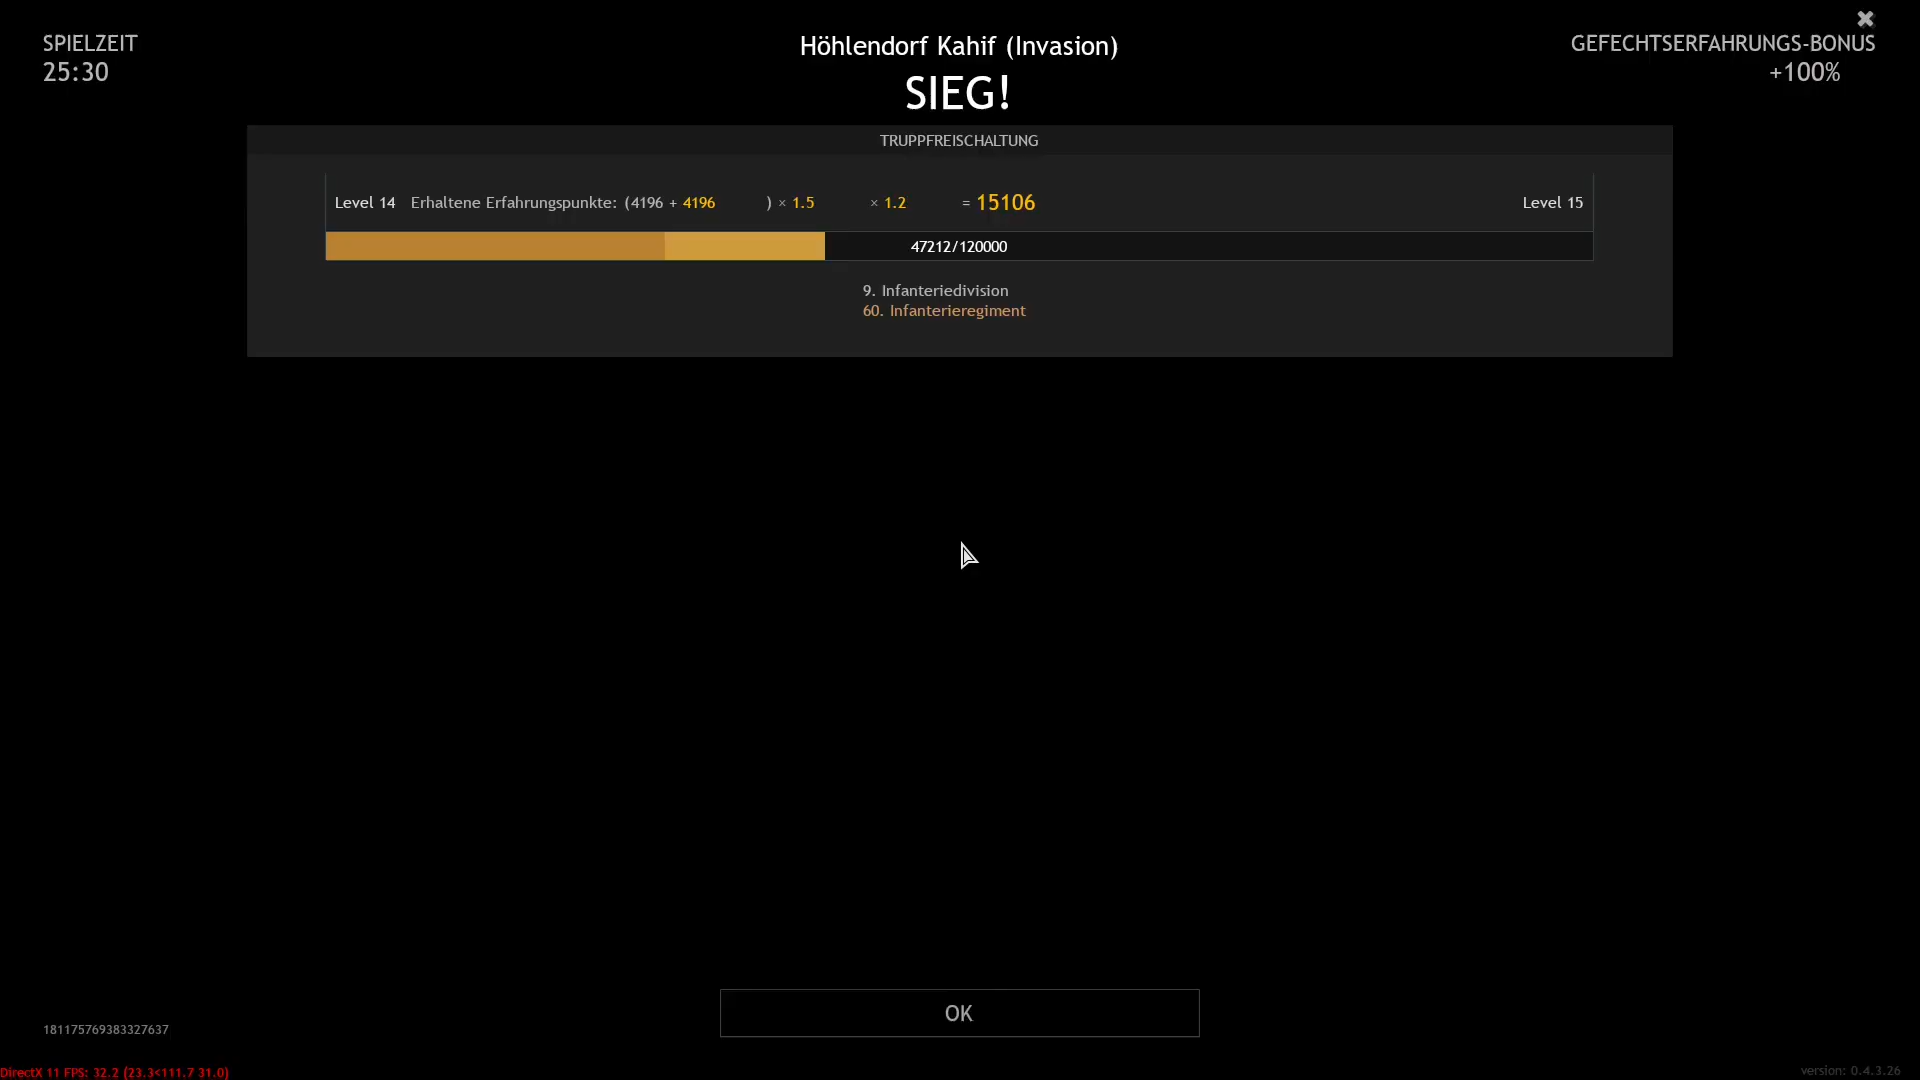 SPIELZEIT
25:30
Höhlendorf Kahif (Invasion)
SIEG!
GEFECHTSERFAHRUNGS-BONUS
+100%
TRUPPFREISCHALTUNG
Level 14 Erhaltene Erfahrungspunkte: (4196 + 4196 ) × 1.5 × 1.2 = 15106 Level 15
47212/120000
9. Infanteriedivision
60. Infanterieregiment
OK
181175769383327637
DirectX 11 FPS: 32.2 (23.3<111.7 31.0)
version: 0.4.3.26